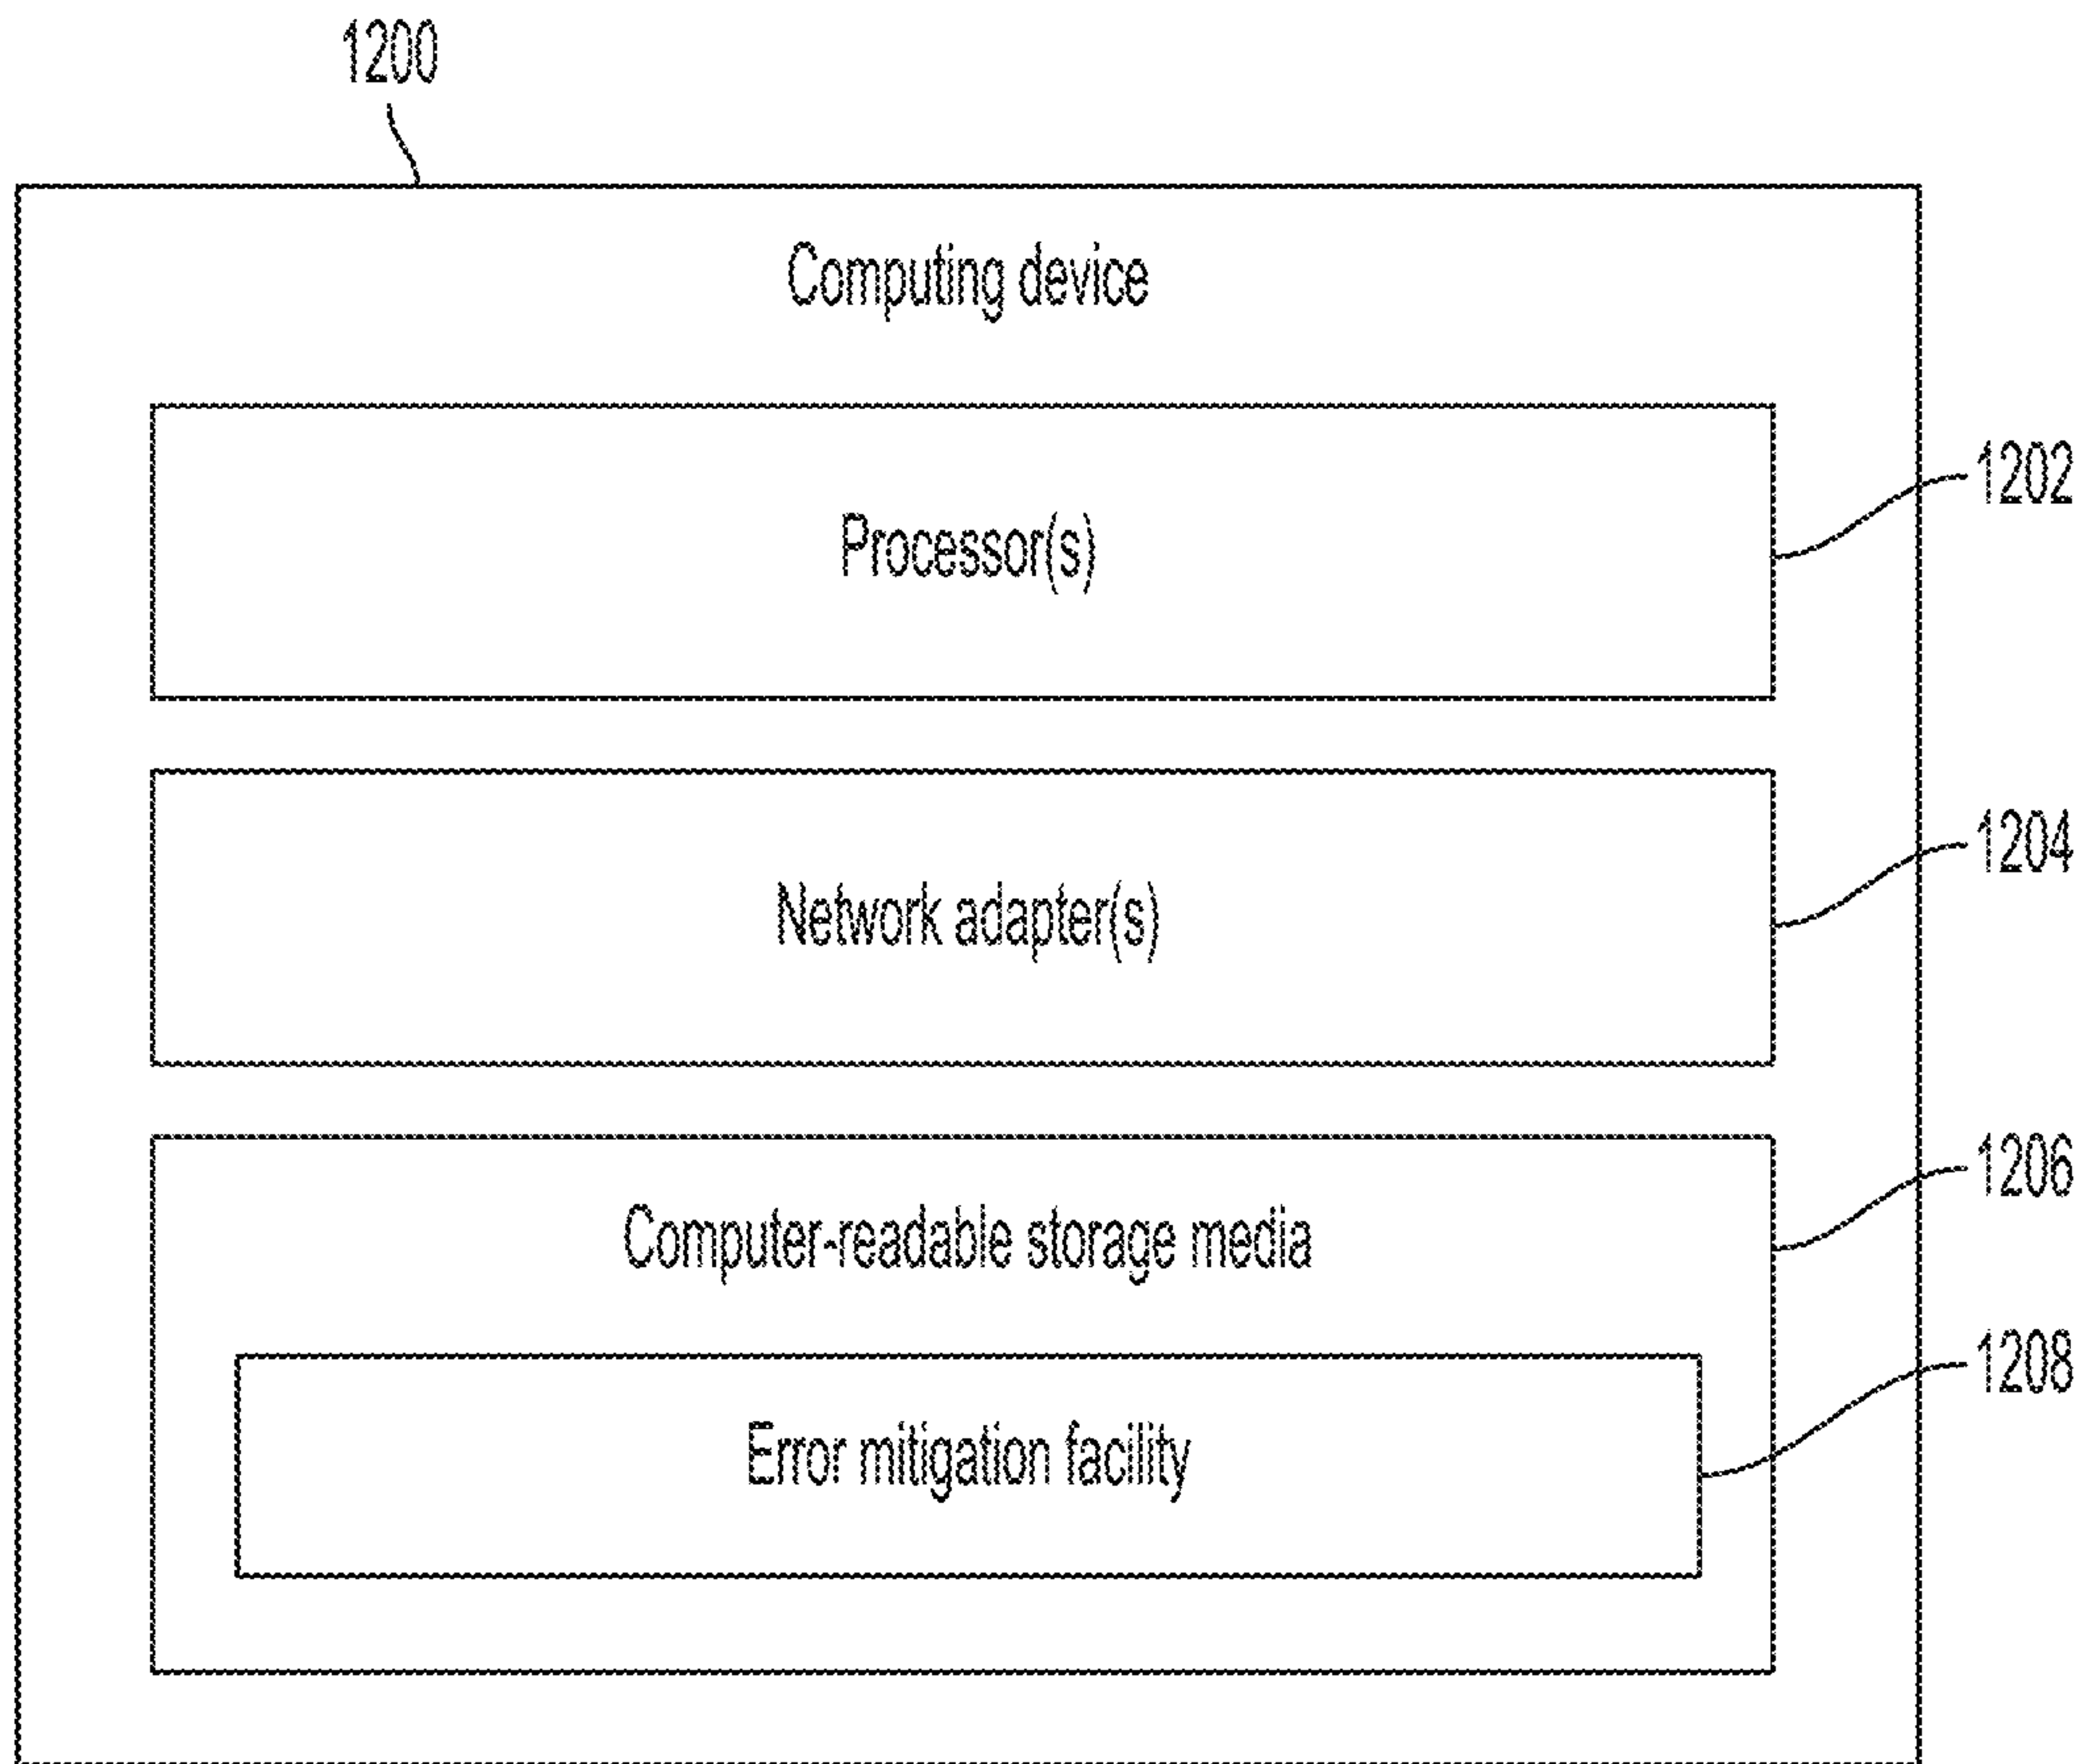 1200
Computing device
1202
Processor(s)
1204
Network adapter(s)
1206
Computer-readable storage media
1208
Error mitigation facility